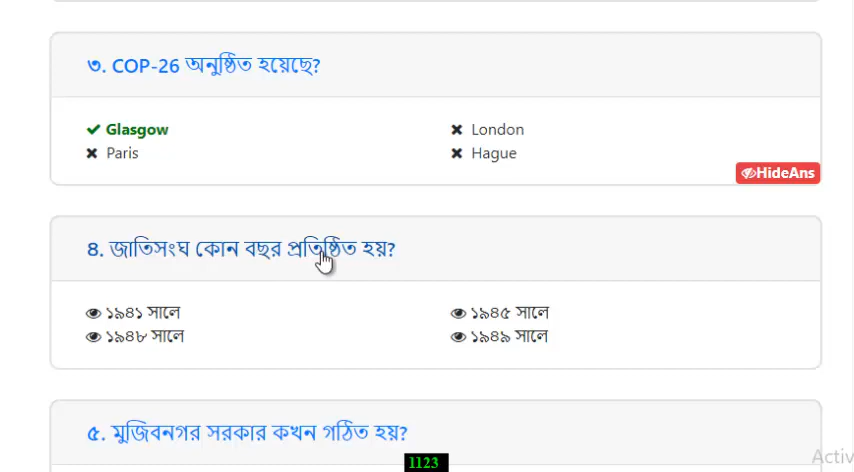 ৩. COP-26 অনুষ্ঠিত হয়েছে?
Glasgow
London
Paris
Hague
HideAns
৪. জাতিসংঘ কোন বছর প্রতিষ্ঠিত হয়?
১৯৪১ সালে
১৯৪৫ সালে
১৯৪৮ সালে
১৯৪৯ সালে
৫. মুজিবনগর সরকার কখন গঠিত হয়?
1123
Activ